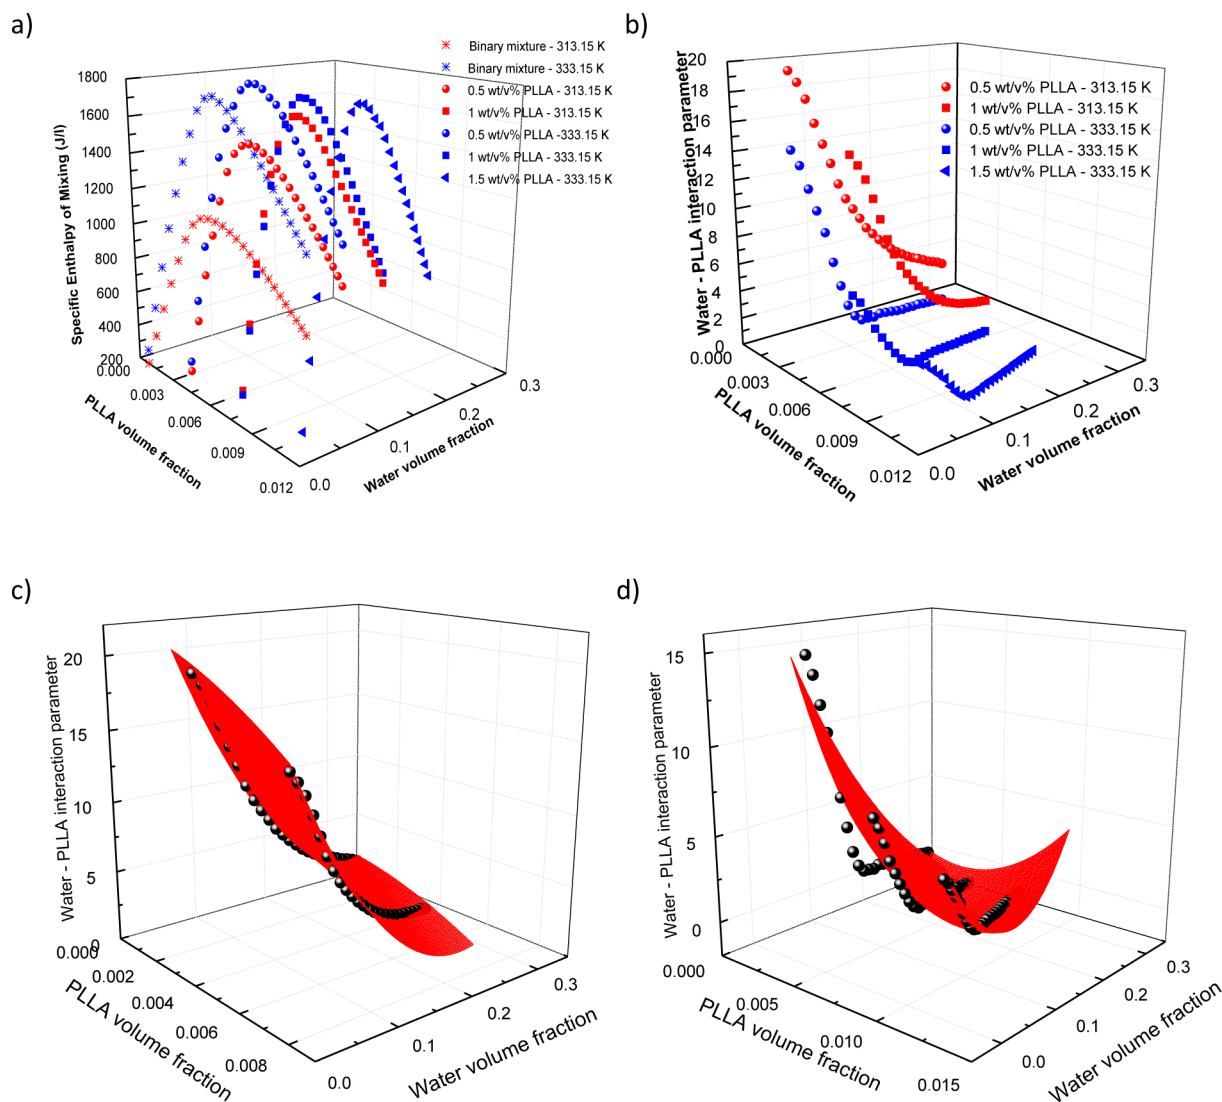 a)
Binary mixture - 313.15 K
Binary mixture - 333.15 K
0.5 wt/v% PLLA - 313.15 K
1 wt/v% PLLA - 313.15 K
0.5 wt/v% PLLA -333.15 K
1 wt/v% PLLA - 333.15 K
1.5 wt/v% PLLA - 333.15 K
Specific Enthalpy of Mixing (J/l)
1800
1600
1400
1200
1000
800
600
400
200
0.000
0.003
0.006
0.009
0.012
PLLA volume fraction
0.0
0.1
0.2
0.3
Water volume fraction
b)
0.5 wt/v% PLLA - 313.15 K
1 wt/v% PLLA - 313.15 K
0.5 wt/v% PLLA - 333.15 K
1 wt/v% PLLA - 333.15 K
1.5 wt/v% PLLA - 333.15 K
Water - PLLA interaction parameter
20
18
16
14
12
10
8
6
4
2
0
0.000
0.003
0.006
0.009
0.012
PLLA volume fraction
0.0
0.1
0.2
0.3
Water volume fraction
c)
Water - PLLA interaction parameter
20
15
10
5
0
0.000
0.002
0.004
0.006
0.008
PLLA volume fraction
0.0
0.1
0.2
0.3
Water volume fraction
d)
Water - PLLA interaction parameter
15
10
5
0
0.000
0.005
0.010
0.015
PLLA volume fraction
0.0
0.1
0.2
0.3
Water volume fraction